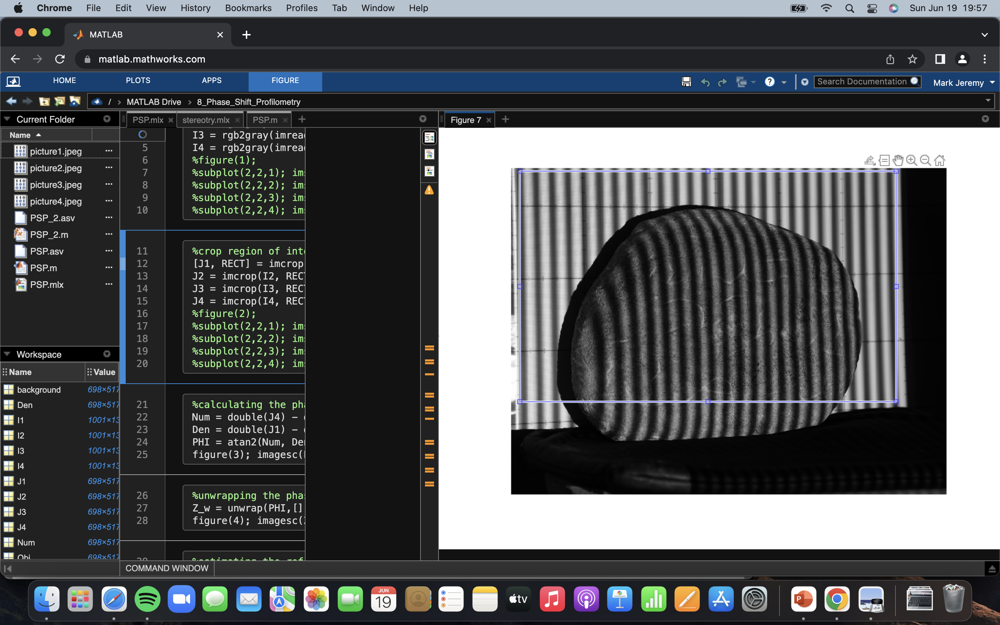 Chrome File Edit View History Bookmarks Profiles Tab Window Help Sun Jun 19 19:57
MATLAB
matlab.mathworks.com
HOME PLOTS APPS FIGURE Search Documentation Mark Jeremy
/ > MATLAB Drive > 8_Phase_Shift_Profilometry
Current Folder
Name
picture1.jpeg
picture2.jpeg
picture3.jpeg
picture4.jpeg
PSP_2.asv
PSP_2.m
PSP.asv
PSP.m
PSP.mlx
Workspace
Name Value
background 698×517
Den 698×517
I1 1001×13
I2 1001×13
I3 1001×13
I4 1001×13
J1 698×517
J2 698×517
J3 698×517
J4 698×517
Num 698×517
Obj 698×517
PSP.mlx stereotry.mlx PSP.m
I3 = rgb2gray(imrea
5 I4 = rgb2gray(imrea
6 %figure(1);
7 %subplot(2,2,1); im
8 %subplot(2,2,2); im
9 %subplot(2,2,3); im
10 %subplot(2,2,4); im
11 %crop region of int
12 [J1, RECT] = imcrop
13 J2 = imcrop(I2, REC
14 J3 = imcrop(I3, REC
15 J4 = imcrop(I4, REC
16 %figure(2);
17 %subplot(2,2,1); im
18 %subplot(2,2,2); im
19 %subplot(2,2,3); im
20 %subplot(2,2,4); im
21 %calculating the ph
22 Num = double(J4) −
23 Den = double(J1) −
24 PHI = atan2(Num, De
25 figure(3); imagesc(
26 %unwrapping the pha
27 Z_w = unwrap(PHI,[]
28 figure(4); imagesc(
29 %estimating the ref
COMMAND WINDOW
Figure 7
JUN
19
tv
P